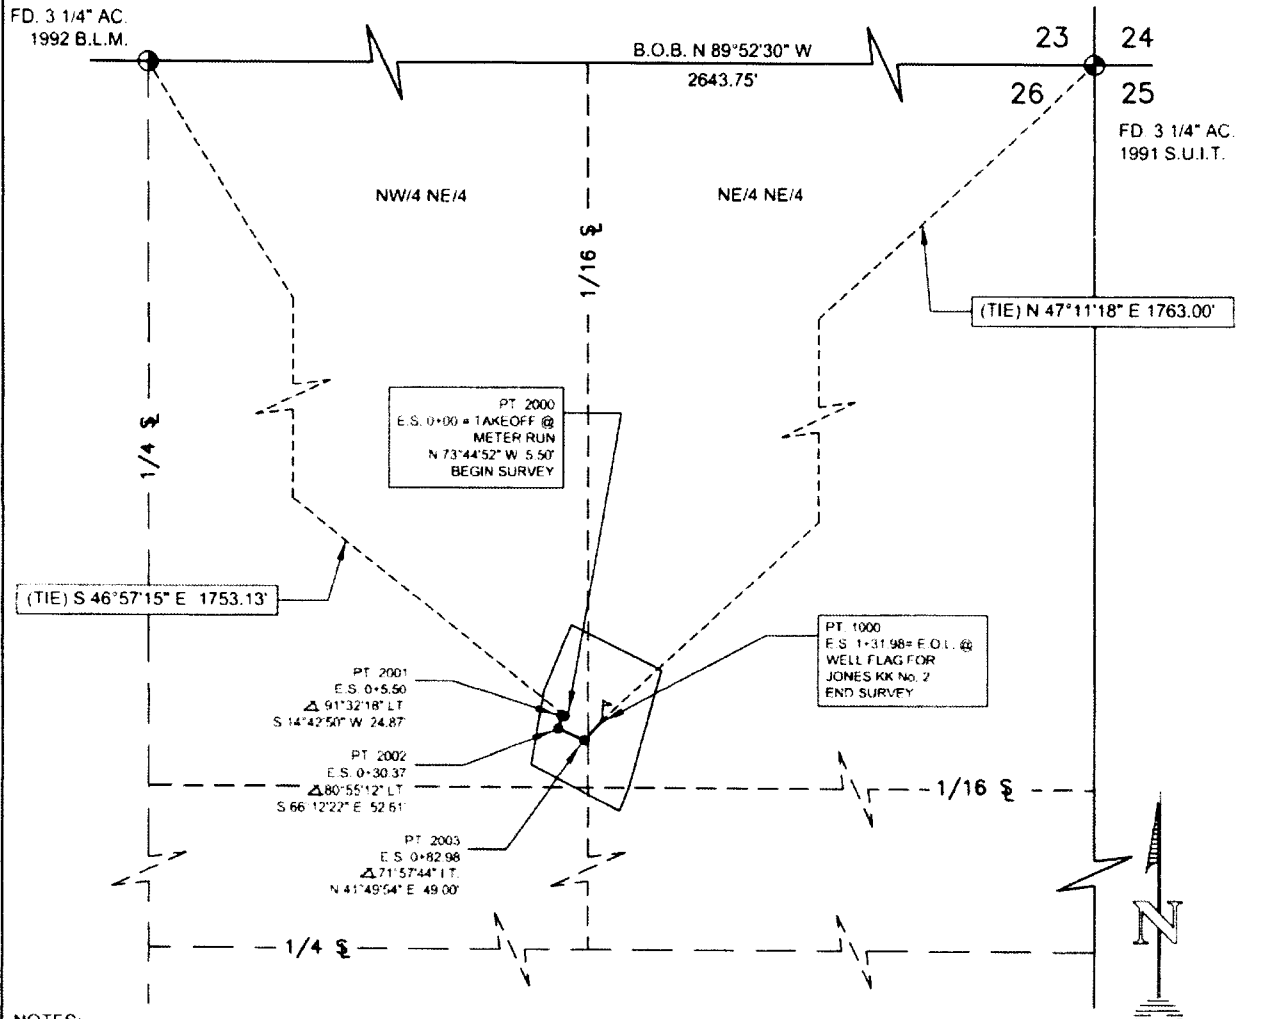 FD. 3 1/4" AC.
1992 B.L.M.
B.O.B. N 89°52'30" W
2643.75'
23
24
26
25
FD. 3 1/4" AC.
1991 S.U.I.T.
NW/4 NE/4
NE/4 NE/4
1/16
(TIE) N 47°11'18" E 1763.00'
PT. 2000
E.S. 0+00 = TAKEOFF @
METER RUN
N 73°44'52" W 5.50'
BEGIN SURVEY
1/4
(TIE) S 46°57'15" E 1753.13'
PT. 1000
E.S. 1+31.98= E.O.L. @
WELL FLAG FOR
JONES KK No. 2
END SURVEY
PT. 2001
E.S. 0+5.50
91°32'18" LT
S 14°42'50" W 24.87'
PT. 2002
E.S. 0+30.37
80°55'12" LT
S 66°12'22" E 52.61'
1/16
PT. 2003
E.S. 0+82.98
71°57'44" LT.
N 41°49'54" E 49.00'
1/4
N
NOTES: